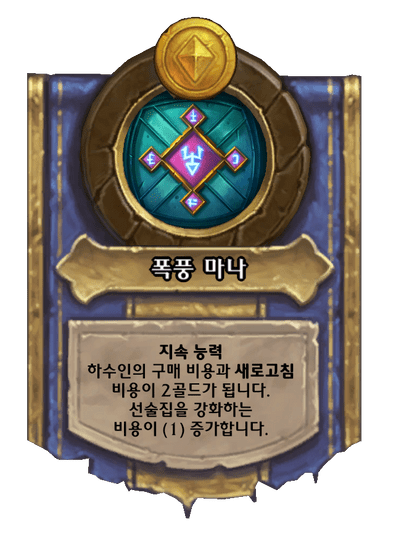 폭풍 마나
지속 능력
하수인의 구매 비용과 새로고침
비용이 2골드가 됩니다.
선술집을 강화하는
비용이 (1) 증가합니다.